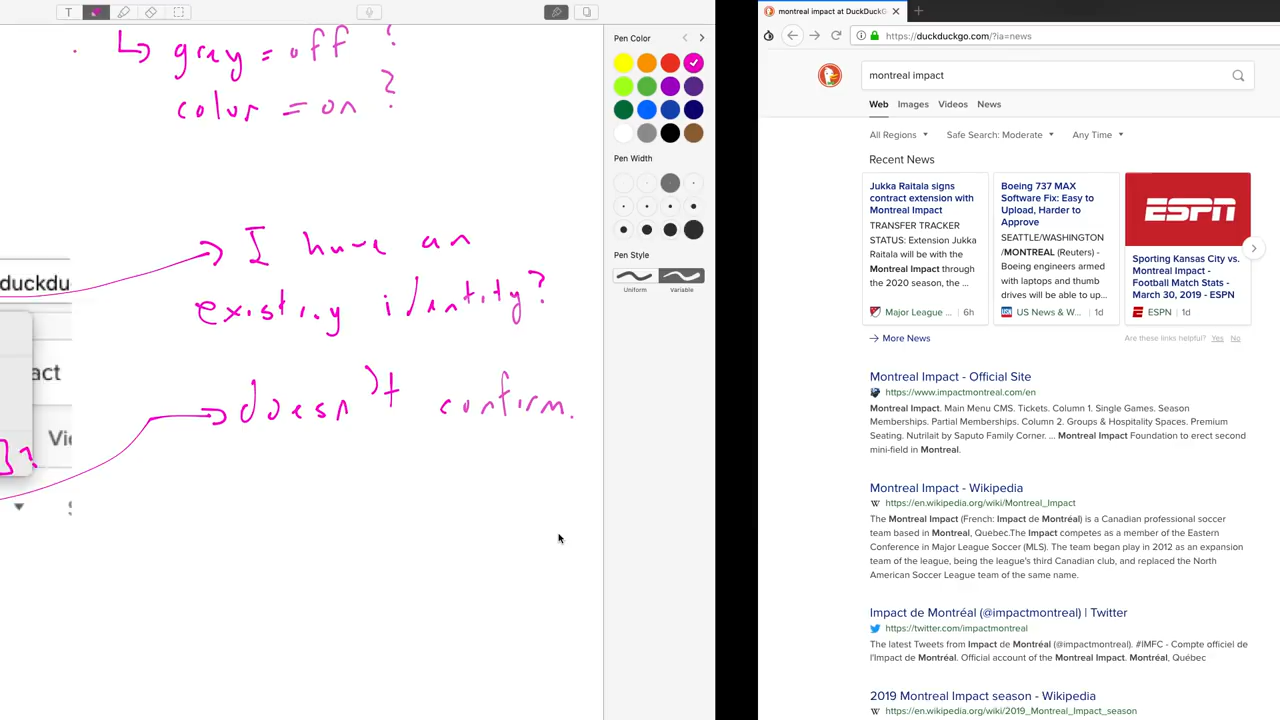 gray = off ?
color = on ?
I have an
existing identity?
doesn't confirm.
duckdu
act
Vie
Pen Color
Pen Width
Pen Style
Uniform
Variable
montreal impact at DuckDuckG
https://duckduckgo.com/?ia=news
montreal impact
Web Images Videos News
All Regions Safe Search: Moderate Any Time
Recent News
Jukka Raitala signs
contract extension with
Montreal Impact
TRANSFER TRACKER
STATUS: Extension Jukka
Raitala will be with the
Montreal Impact through
the 2020 season, the
...
Major League ... 6h
Boeing 737 MAX
Software Fix: Easy to
Upload, Harder to
Approve
SEATTLE/WASHINGTON
/MONTREAL (Reuters) -
Boeing engineers armed
with laptops and thumb
drives will be able to up...
US News & W... 1d
ESPN
Sporting Kansas City vs.
Montreal Impact -
Football Match Stats -
March 30, 2019 - ESPN
ESPN 1d
More News
Are these links helpful? Yes No
Montreal Impact - Official Site
https://www.impactmontreal.com/en
Montreal Impact. Main Menu CMS. Tickets. Column 1. Single Games. Season
Memberships. Partial Memberships. Column 2. Groups & Hospitality Spaces. Premium
Seating. Nutrilait by Saputo Family Corner. ... Montreal Impact Foundation to erect second
mini-field in Montreal.
Montreal Impact - Wikipedia
https://en.wikipedia.org/wiki/Montreal_Impact
The Montreal Impact (French: Impact de Montréal) is a Canadian professional soccer
team based in Montreal, Quebec.The Impact competes as a member of the Eastern
Conference in Major League Soccer (MLS). The team began play in 2012 as an expansion
team of the league, being the league's third Canadian club, and replaced the North
American Soccer League team of the same name.
Impact de Montréal (@impactmontreal) | Twitter
https://twitter.com/impactmontreal
The latest Tweets from Impact de Montréal (@impactmontreal). #IMFC - Compte officiel de
l'Impact de Montréal. Official account of the Montreal Impact. Montréal, Québec
2019 Montreal Impact season - Wikipedia
https://en.wikipedia.org/wiki/2019_Montreal_Impact_season